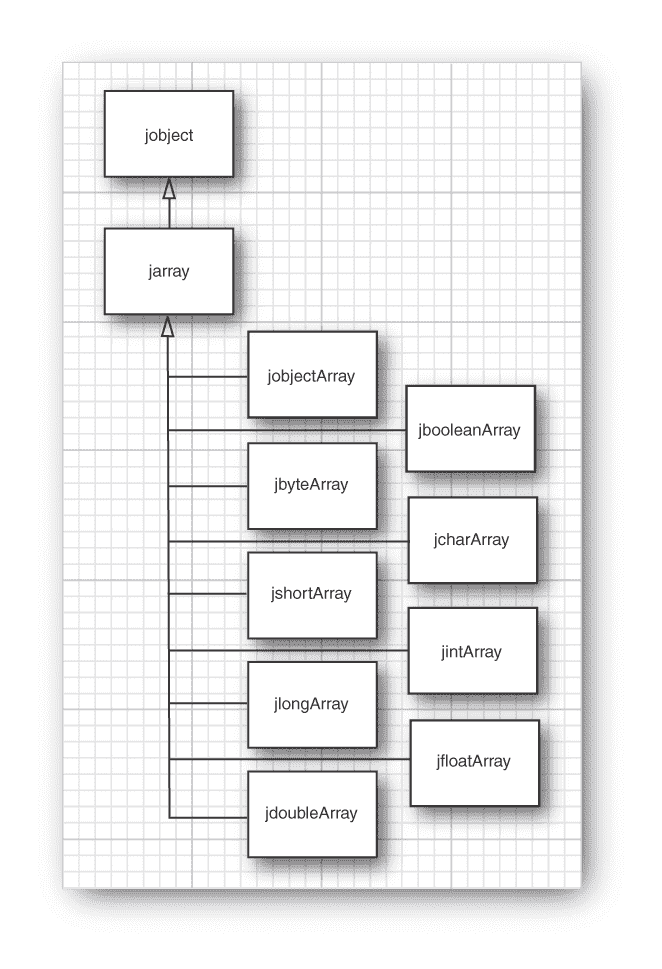 jobject
jarray
jobjectArray
jbooleanArray
jbyteArray
jcharArray
jshortArray
jintArray
jlongArray
jfloatArray
jdoubleArray